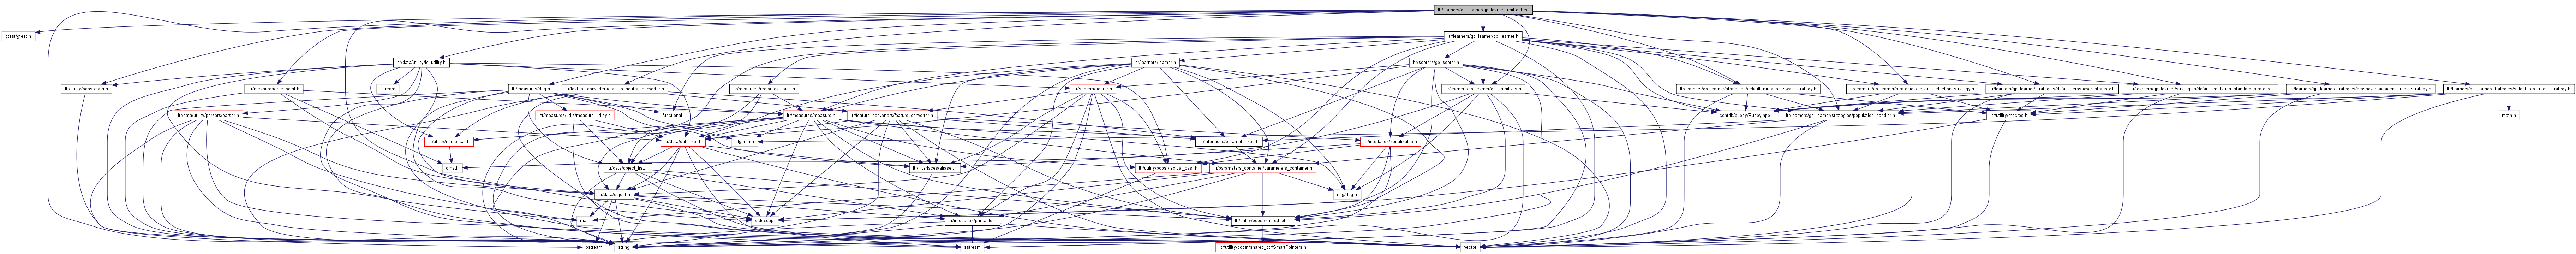 ltr/learners/gp_learner/gp_learner_unittest.cc
gtest/gtest.h
ltr/learners/gp_learner/gp_learner.h
ltr/data/utility/io_utility.h
ltr/learners/learner.h
ltr/scorers/gp_scorer.h
ltr/utility/boost/path.h
fstream
ltr/measures/true_point.h
ltr/measures/dcg.h
ltr/feature_converters/nan_to_neutral_converter.h
ltr/measures/reciprocal_rank.h
ltr/scorers/scorer.h
ltr/learners/gp_learner/gp_primitives.h
ltr/learners/gp_learner/strategies/default_mutation_swap_strategy.h
ltr/learners/gp_learner/strategies/default_selection_strategy.h
ltr/learners/gp_learner/strategies/default_crossover_strategy.h
ltr/learners/gp_learner/strategies/default_mutation_standard_strategy.h
ltr/learners/gp_learner/strategies/crossover_adjacent_trees_strategy.h
ltr/learners/gp_learner/strategies/select_top_trees_strategy.h
ltr/data/utility/parsers/parser.h
ltr/measures/utils/measure_utility.h
functional
ltr/measures/measure.h
ltr/feature_converters/feature_converter.h
contrib/puppy/Puppy.hpp
ltr/learners/gp_learner/strategies/population_handler.h
ltr/utility/macros.h
math.h
ltr/utility/numerical.h
ltr/data/data_set.h
algorithm
ltr/interfaces/parameterized.h
ltr/interfaces/serializable.h
cmath
ltr/data/object_list.h
ltr/interfaces/aliaser.h
ltr/utility/boost/lexical_cast.h
ltr/parameters_container/parameters_container.h
ltr/data/object.h
rlog/rlog.h
map
stdexcept
ltr/interfaces/printable.h
ltr/utility/boost/shared_ptr.h
string
sstream
vector
ltr/utility/boost/shared_ptr/SmartPointers.h